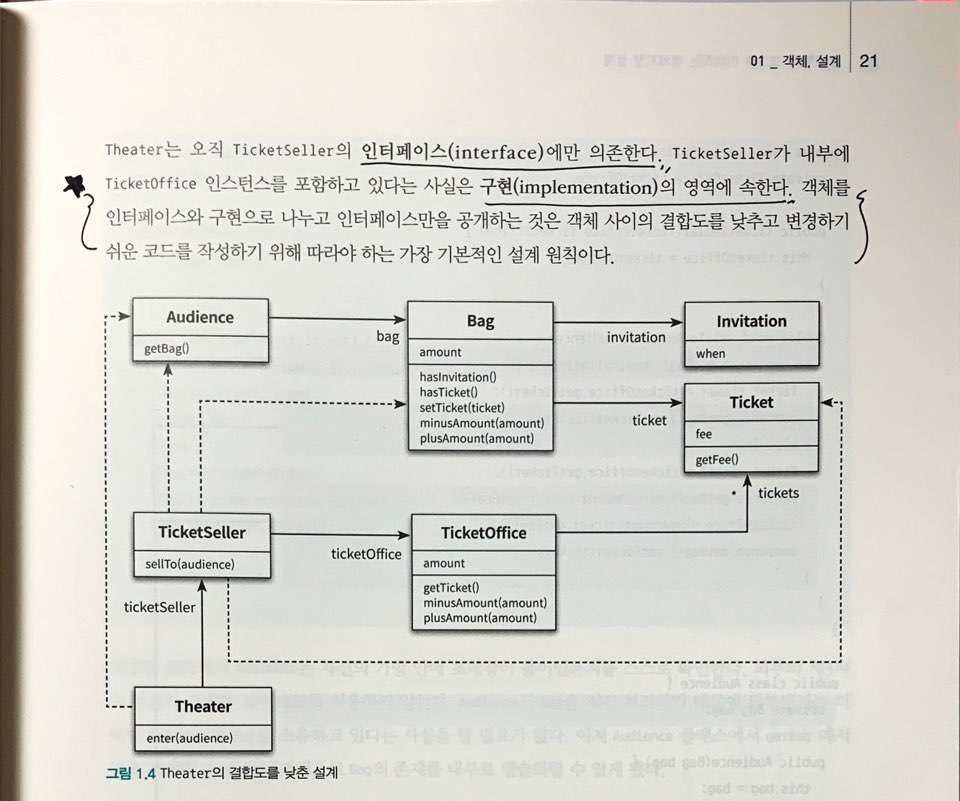 01 _ 객체, 설계 21
Theater는 오직 TicketSeller의 인터페이스(interface)에만 의존한다. TicketSeller가 내부에
TicketOffice 인스턴스를 포함하고 있다는 사실은 구현(implementation)의 영역에 속한다. 객체를
인터페이스와 구현으로 나누고 인터페이스만을 공개하는 것은 객체 사이의 결합도를 낮추고 변경하기
쉬운 코드를 작성하기 위해 따라야 하는 가장 기본적인 설계 원칙이다.
Audience
getBag()
bag
Bag
amount
hasInvitation()
hasTicket()
setTicket(ticket)
minusAmount(amount)
plusAmount(amount)
invitation
Invitation
when
ticket
Ticket
fee
getFee()
* tickets
TicketSeller
sellTo(audience)
ticketOffice
TicketOffice
amount
getTicket()
minusAmount(amount)
plusAmount(amount)
ticketSeller
Theater
enter(audience)
그림 1.4 Theater의 결합도를 낮춘 설계